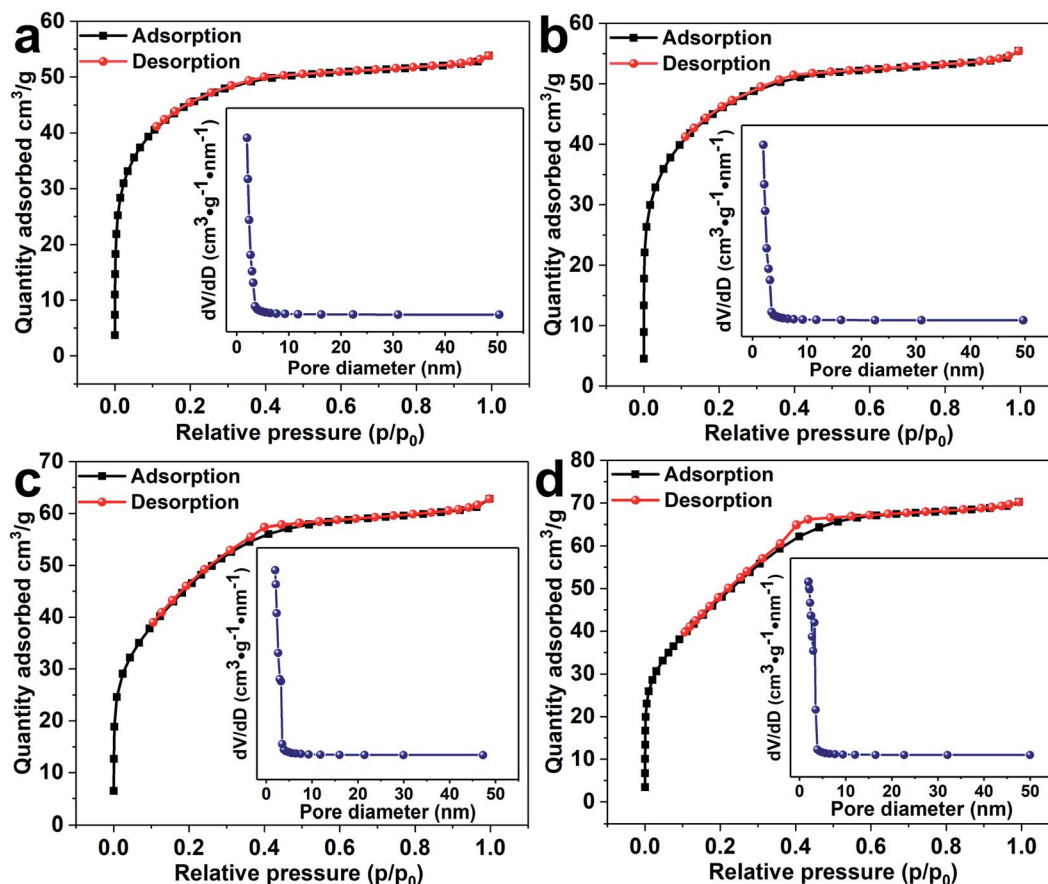 a
Adsorption
Desorption
Quantity adsorbed cm³/g
60
50
40
30
20
10
0
0.0 0.2 0.4 0.6 0.8 1.0
Relative pressure (p/p₀)
dV/dD (cm³•g⁻¹•nm⁻¹)
0 10 20 30 40 50
Pore diameter (nm)
b
Adsorption
Desorption
Quantity adsorbed cm³/g
60
50
40
30
20
10
0
0.0 0.2 0.4 0.6 0.8 1.0
Relative pressure (p/p₀)
dV/dD (cm³•g⁻¹•nm⁻¹)
0 10 20 30 40 50
Pore diameter (nm)
c
Adsorption
Desorption
Quantity adsorbed cm³/g
70
60
50
40
30
20
10
0
0.0 0.2 0.4 0.6 0.8 1.0
Relative pressure (p/p₀)
dV/dD (cm³•g⁻¹•nm⁻¹)
0 10 20 30 40 50
Pore diameter (nm)
d
Adsorption
Desorption
Quantity adsorbed cm³/g
80
70
60
50
40
30
20
10
0
0.0 0.2 0.4 0.6 0.8 1.0
Relative pressure (p/p₀)
dV/dD (cm³•g⁻¹•nm⁻¹)
0 10 20 30 40 50
Pore diameter (nm)